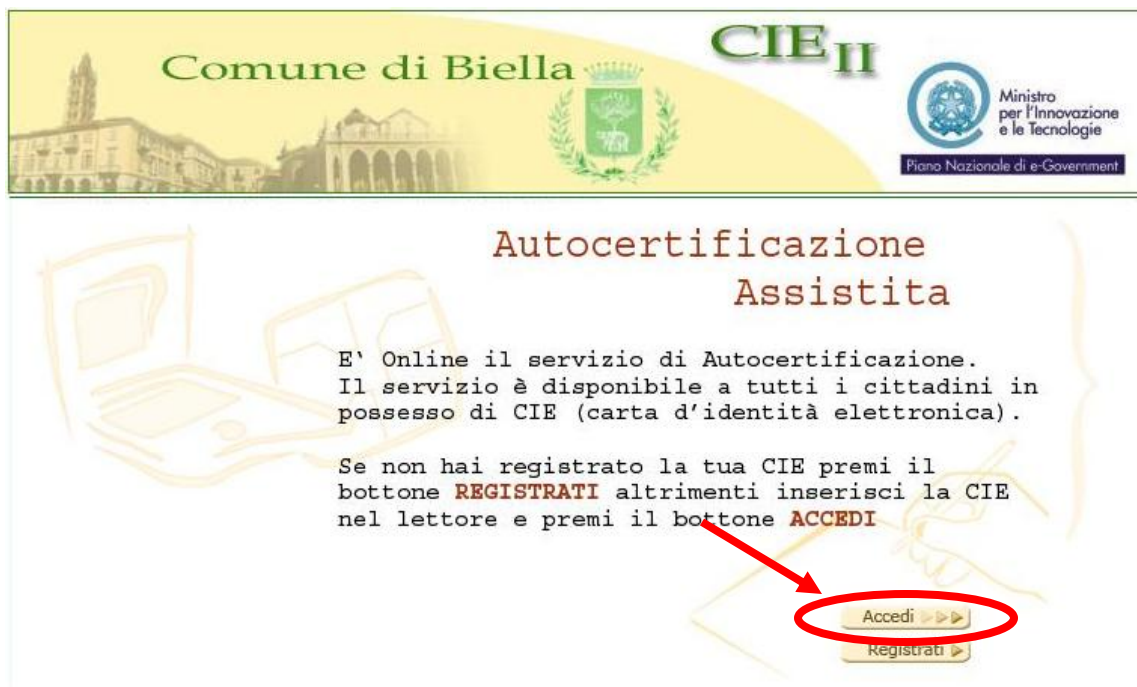 Comune di Biella
CIE II
Ministro
per l'Innovazione
e le Tecnologie
Piano Nazionale di e-Government
Autocertificazione
Assistita
E` Online il servizio di Autocertificazione.
Il servizio è disponibile a tutti i cittadini in
possesso di CIE (carta d'identità elettronica).
Se non hai registrato la tua CIE premi il
bottone REGISTRATI altrimenti inserisci la CIE
nel lettore e premi il bottone ACCEDI
Accedi
Registrati